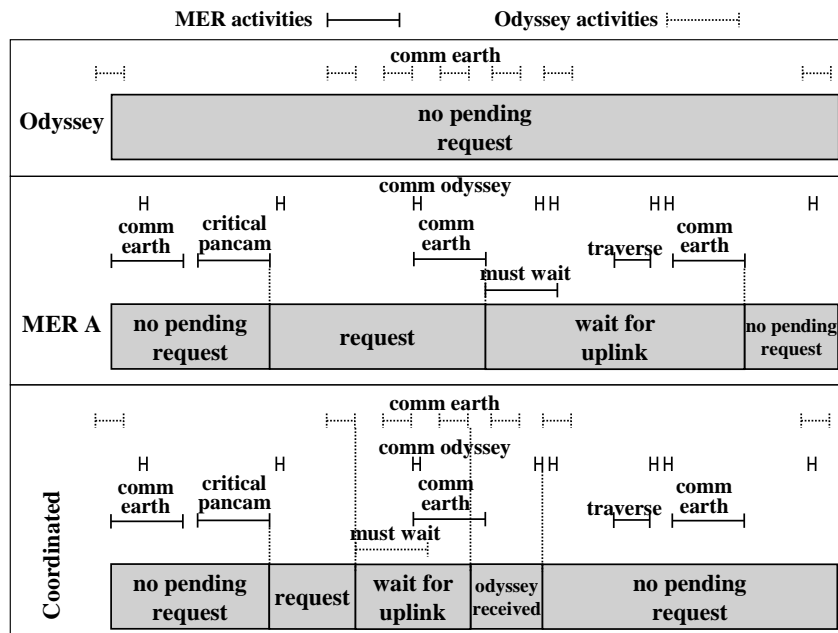 MER activities
Odyssey activities
comm earth
Odyssey
no pending
request
comm odyssey
H H H H H H H H
comm
earth
critical
pancam
comm
earth
traverse
comm
earth
must wait
MER A
no pending
request
request
wait for
uplink
no pending
request
comm earth
comm odyssey
H H H H H H H H
comm
earth
critical
pancam
comm
earth
traverse
comm
earth
must wait
Coordinated
no pending
request
request
wait for
uplink
odyssey
received
no pending
request